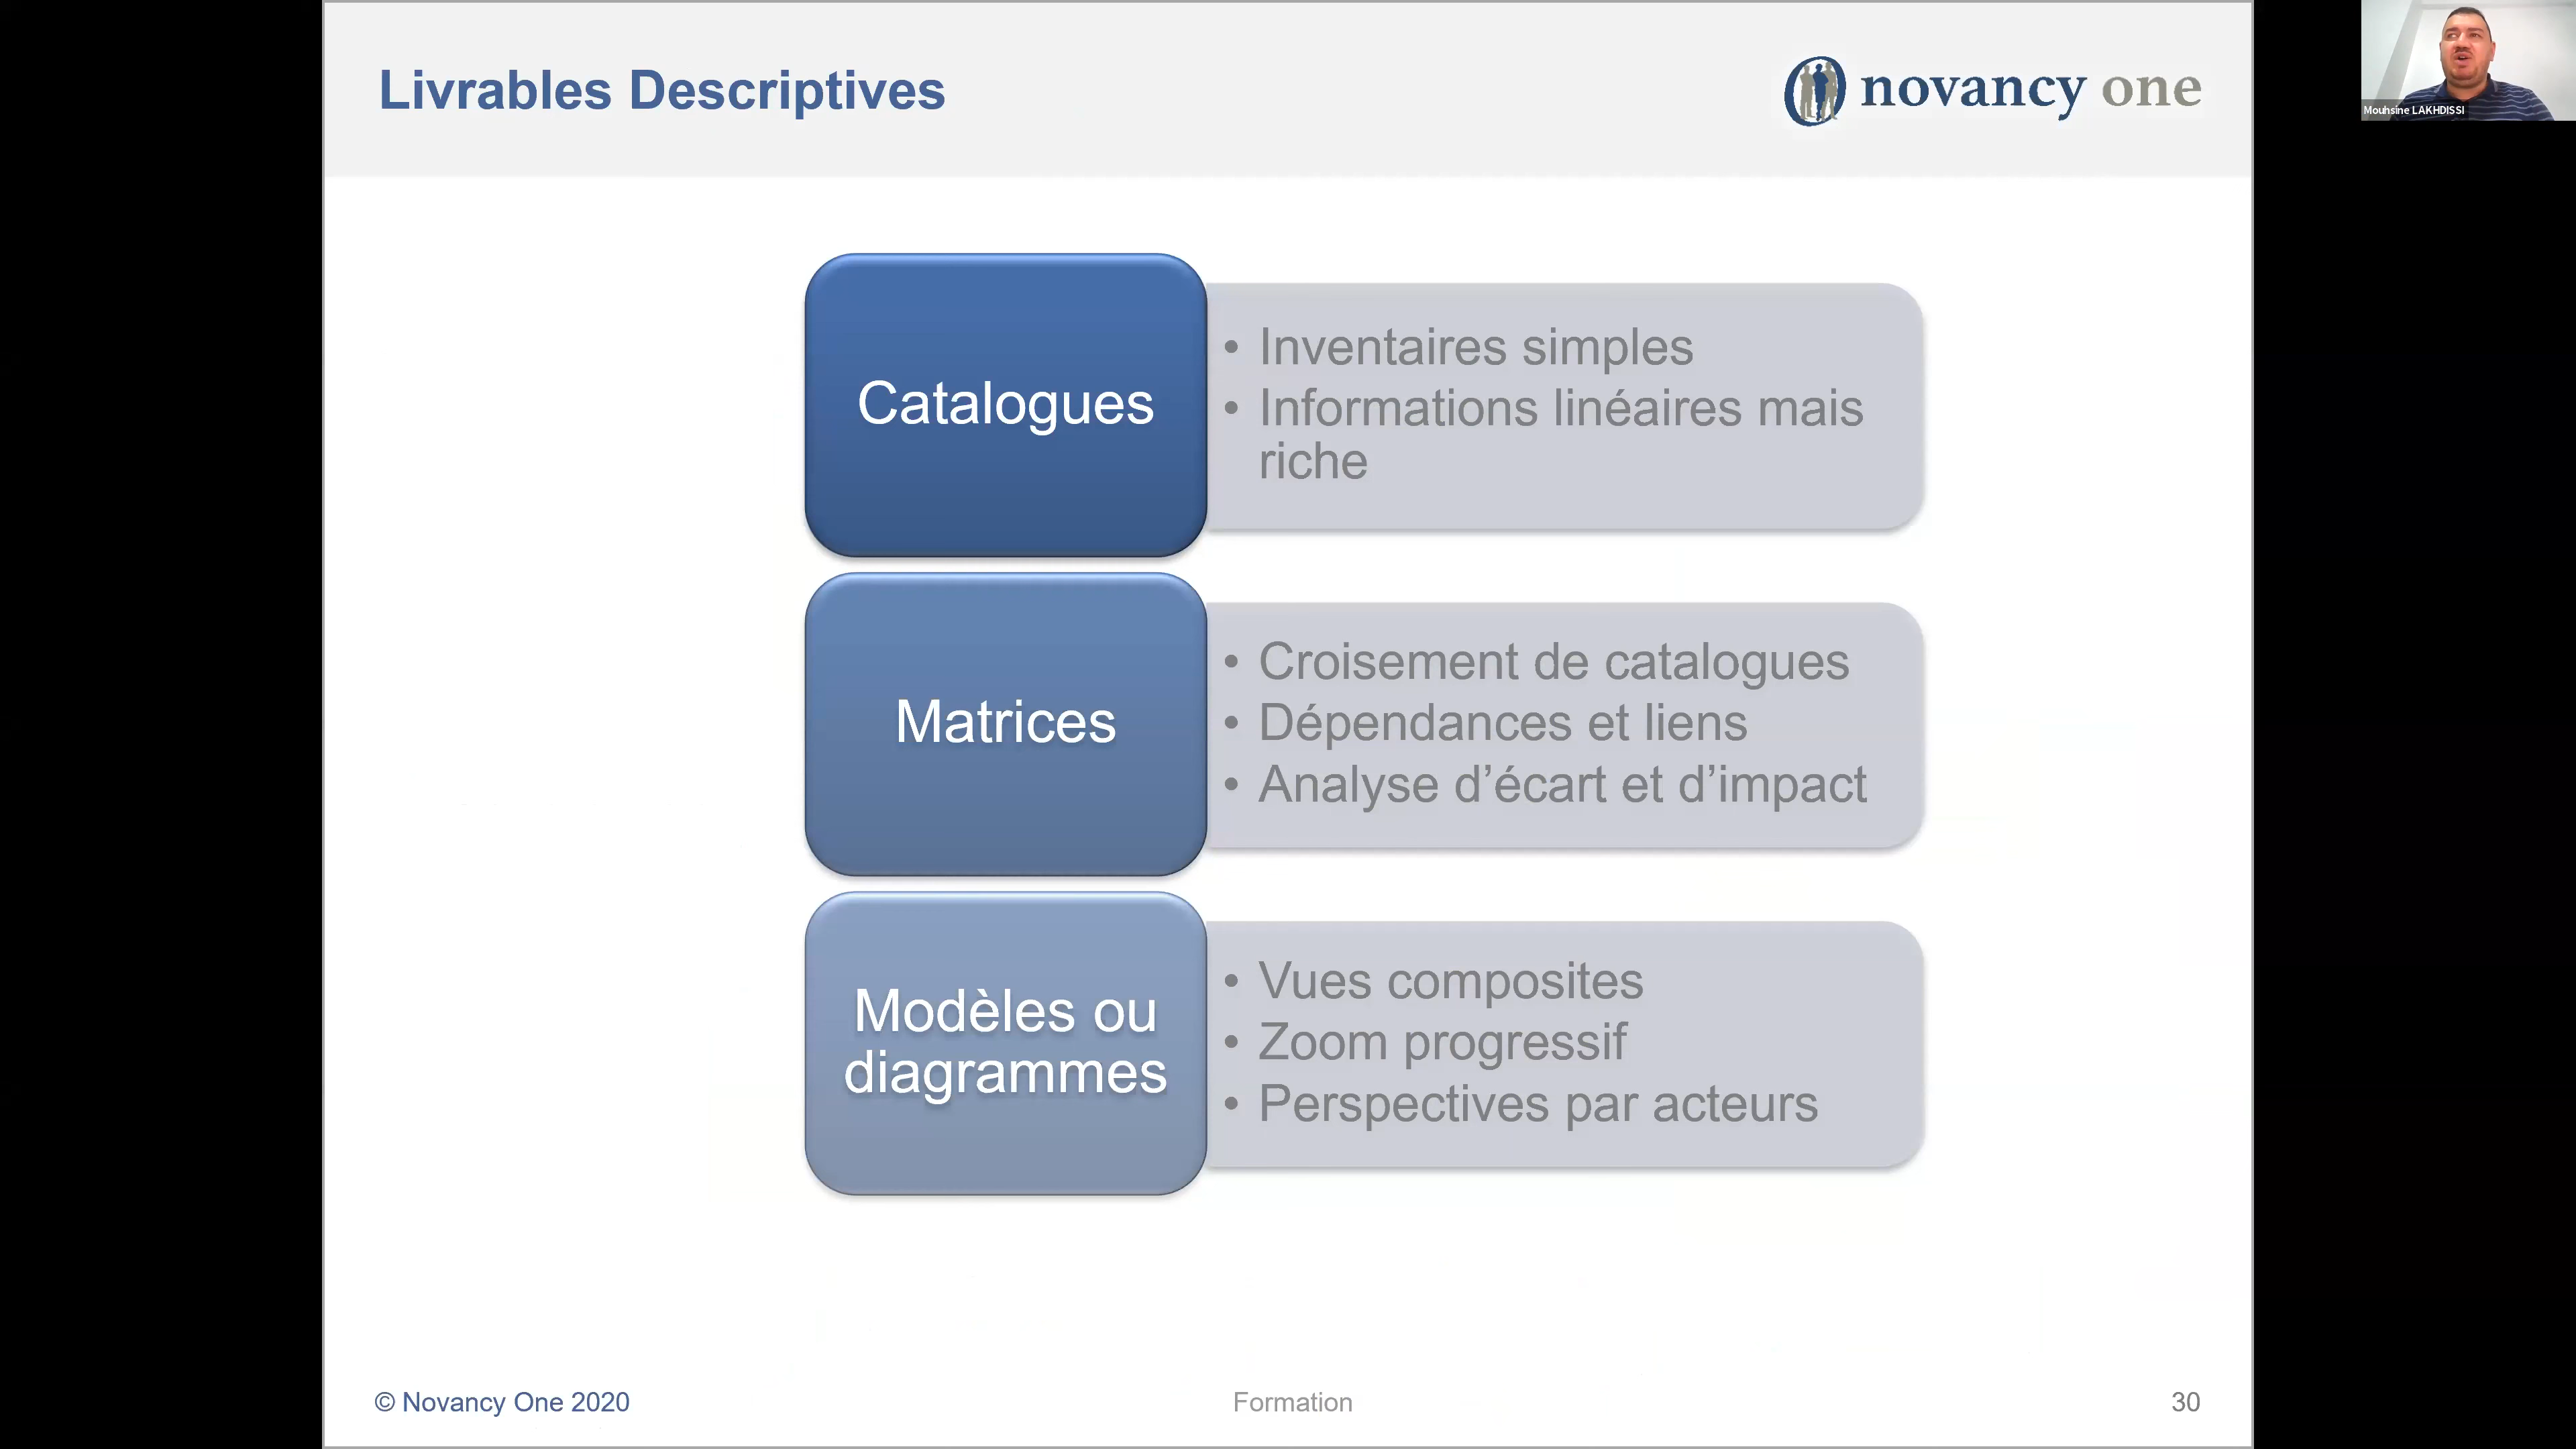 Livrables Descriptives
novancy one
Mouhsine LAKHDISSI
Catalogues
• Inventaires simples
• Informations linéaires mais
riche
Matrices
• Croisement de catalogues
• Dépendances et liens
• Analyse d’écart et d’impact
Modèles ou
diagrammes
• Vues composites
• Zoom progressif
• Perspectives par acteurs
© Novancy One 2020
Formation
30